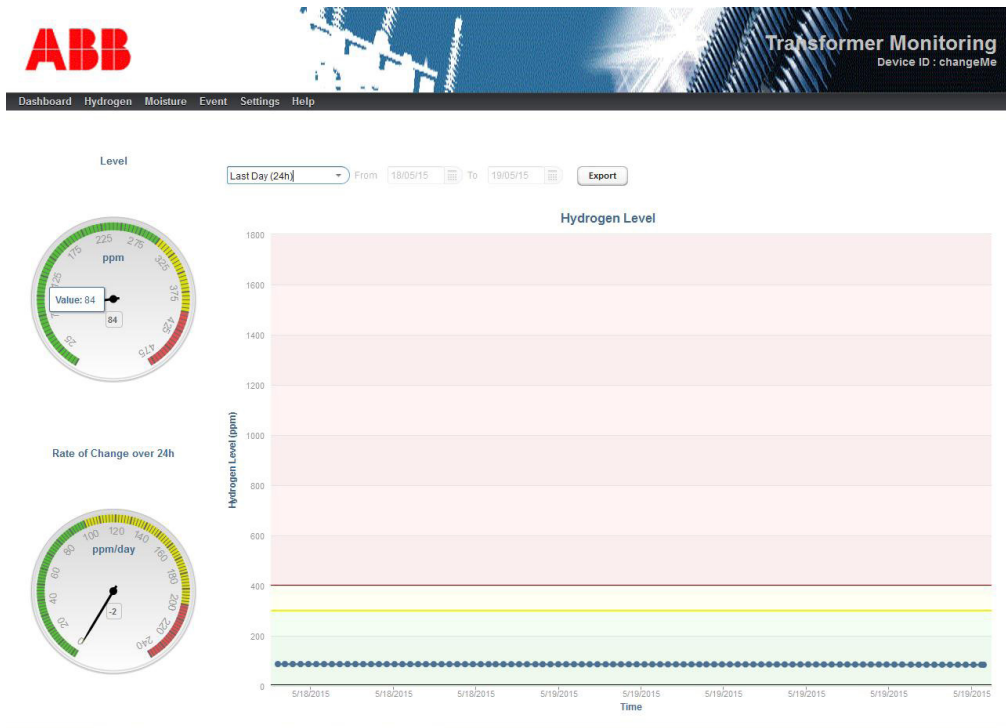 ABB
Transformer Monitoring
Device ID : changeMe
Dashboard Hydrogen Moisture Event Settings Help
Level
Last Day (24h) From 18/05/15 To 19/05/15 Export
25
125
175
225
275
325
375
425
475
ppm
Value: 84
84
Rate of Change over 24h
0
20
40
60
80
100
120
140
160
180
200
220
240
ppm/day
-2
Hydrogen Level
Hydrogen Level (ppm)
1800
1600
1400
1200
1000
800
600
400
200
0
5/18/2015 5/18/2015 5/18/2015 5/19/2015 5/19/2015 5/19/2015 5/19/2015 5/19/2015 5/19/2015
Time